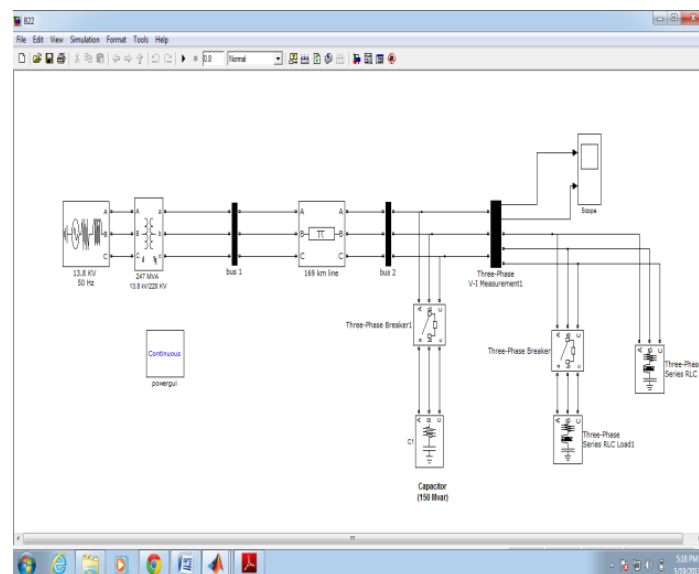 B22
File Edit View Simulation Format Tools Help
0.8 Normal
Scope
A A a A A A
B B b B B B
C C c C C C
13.8 KV
50 Hz
247 MVA
13.8 kV/220 KV
bus 1
169 km line
bus 2
Three-Phase
V-I Measurement1
Continuous
powergui
Three-Phase Breaker1
A B C
a b c
Three-Phase Breaker
A B C
a b c
A B C
Three-Phase
Series RLC
C1
A B C
Capacitor
(150 Mvar)
A B C
Three-Phase
Series RLC Load1
5:18 PM